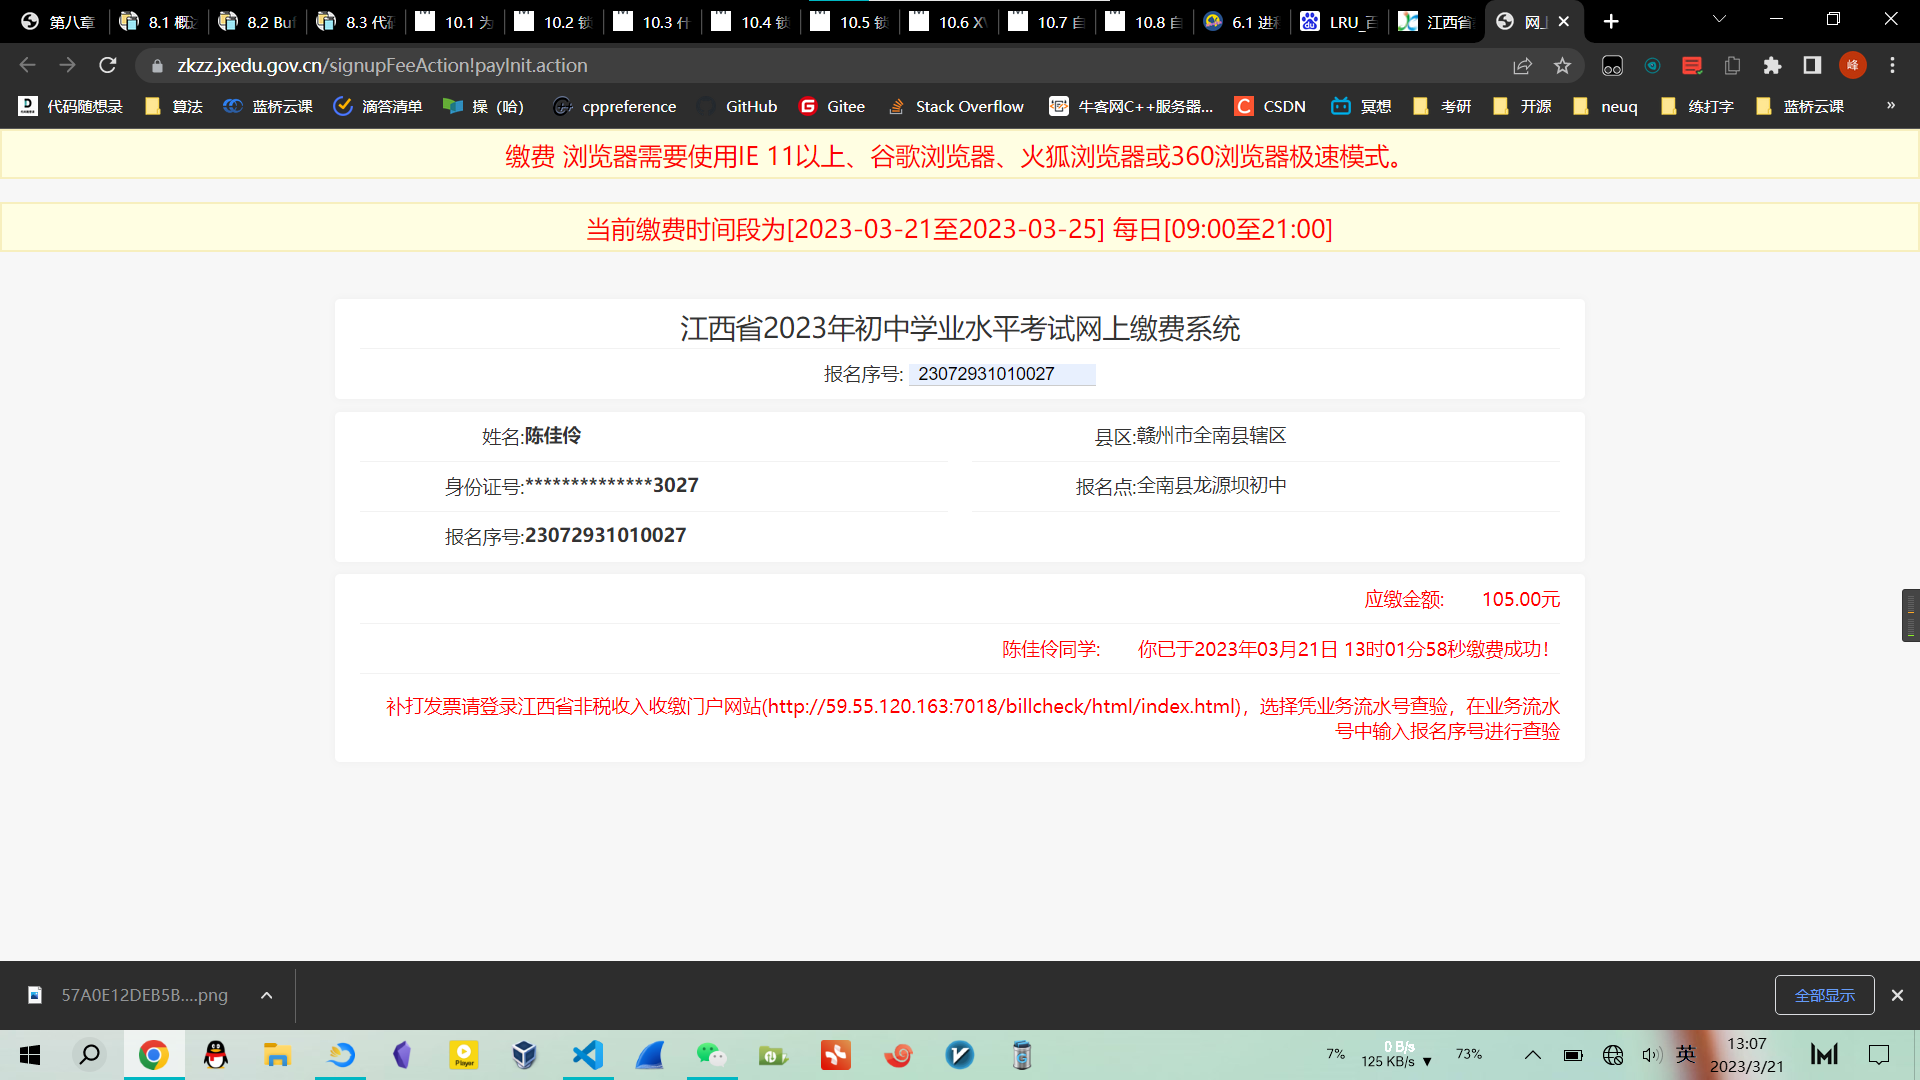 第八章
8.1 概
8.2 Buf
8.3 代
10.1 为
10.2 锁
10.3 什
10.4 锁
10.5 锁
10.6 XV
10.7 自
10.8 自
6.1 进
LRU_百
江西省
网上
zkzz.jxedu.gov.cn/signupFeeAction!payInit.action
峰
代码随想录
算法
蓝桥云课
滴答清单
操（哈）
cppreference
GitHub
Gitee
Stack Overflow
牛客网C++服务器...
CSDN
冥想
考研
开源
neuq
练打字
蓝桥云课
»
缴费 浏览器需要使用IE 11以上、谷歌浏览器、火狐浏览器或360浏览器极速模式。
当前缴费时间段为[2023-03-21至2023-03-25] 每日[09:00至21:00]
江西省2023年初中学业水平考试网上缴费系统
报名序号: 23072931010027
姓名:陈佳伶
县区:赣州市全南县辖区
身份证号:**************3027
报名点:全南县龙源坝初中
报名序号:23072931010027
应缴金额: 105.00元
陈佳伶同学: 你已于2023年03月21日 13时01分58秒缴费成功！
补打发票请登录江西省非税收入收缴门户网站(http://59.55.120.163:7018/billcheck/html/index.html)，选择凭业务流水号查验，在业务流水
号中输入报名序号进行查验
57A0E12DEB5B....png
全部显示
Player
7%
0 B/s
125 KB/s
73%
英
13:07
2023/3/21